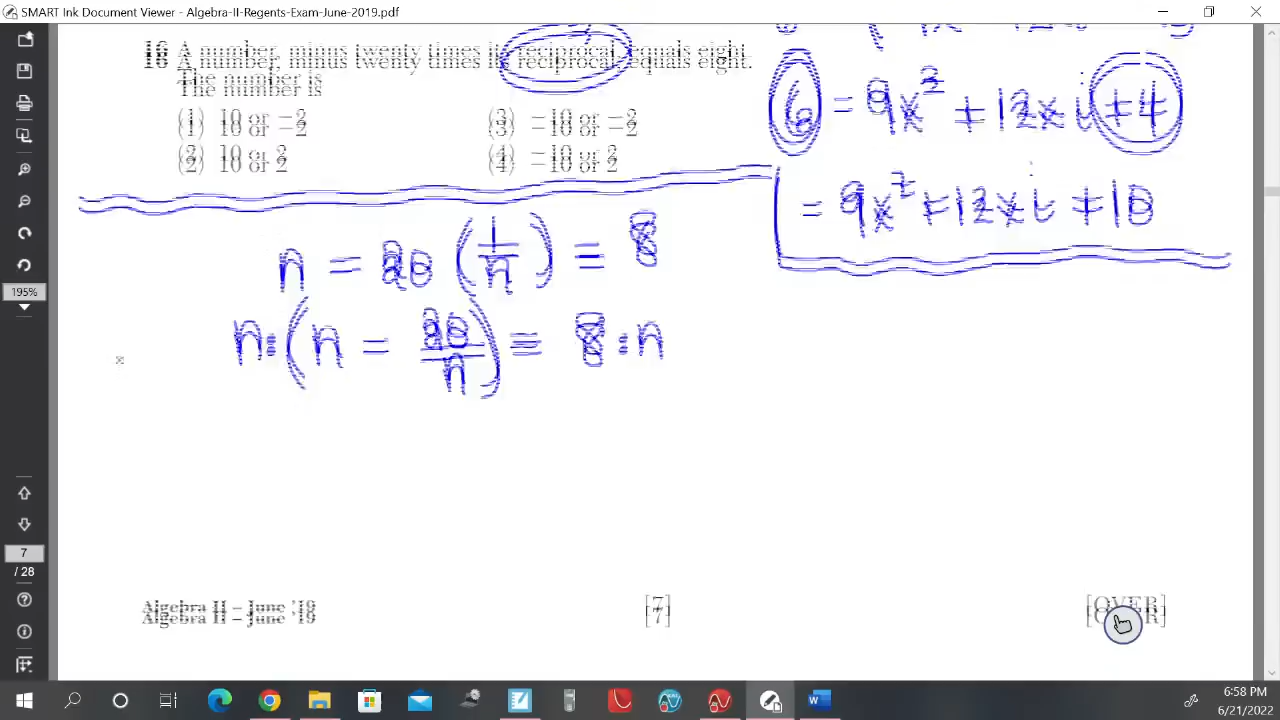 SMART Ink Document Viewer - Algebra-II-Regents-Exam-June-2019.pdf
16 A number, minus twenty times its reciprocal, equals eight.
The number is
(1) 10 or −2
(3) −10 or −2
(2) 10 or 2
(4) −10 or 2
6 = 9x² + 12xi + 4
= 9x² + 12xi + 10
n − 20 (1/n) = 8
n·(n − 20/n) = 8·n
195%
7
/ 28
Algebra II – June '19
[7]
[OVER]
6:58 PM
6/21/2022